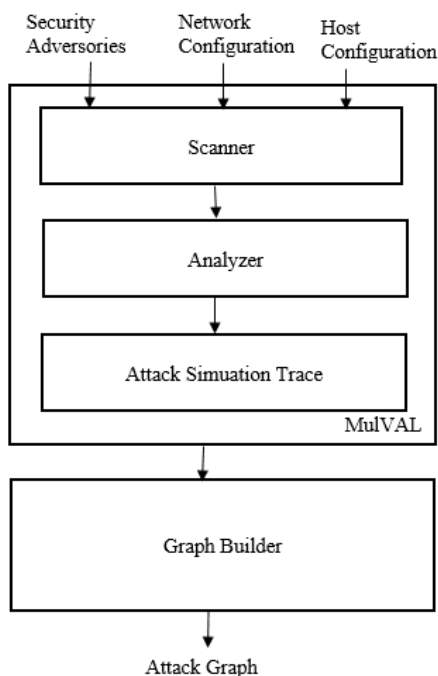 Security
Adversories
Network
Configuration
Host
Configuration
Scanner
Analyzer
Attack Simuation Trace
MulVAL
Graph Builder
Attack Graph